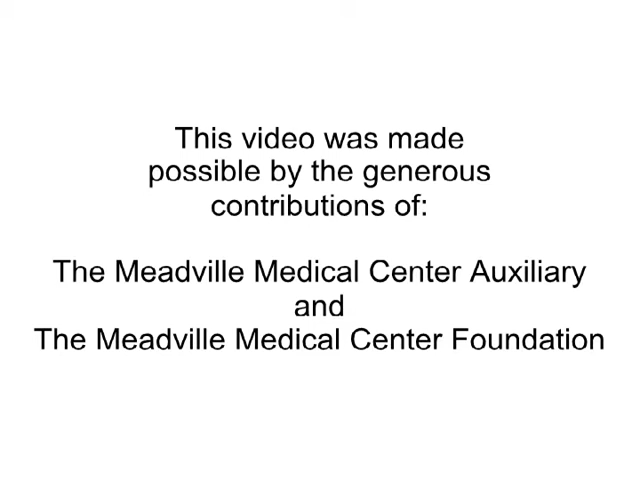 This video was made
possible by the generous
contributions of:
The Meadville Medical Center Auxiliary
and
The Meadville Medical Center Foundation